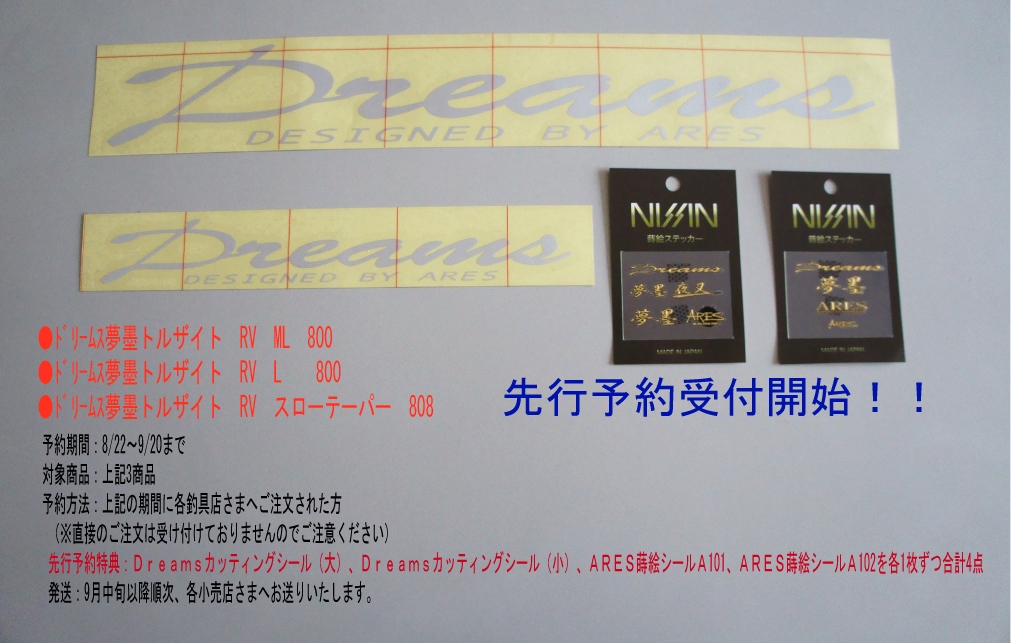 Dreams
DESIGNED BY ARES
Dreams
DESIGNED BY ARES
NISSIN
蒔絵ステッカー
Dreams
夢墨 夜叉
夢墨 ARES
MADE IN JAPAN
NISSIN
蒔絵ステッカー
Dreams
夢墨
ARES
ARES
MADE IN JAPAN
●ﾄﾞﾘｰﾑｽ夢墨トルザイト RV ML 800
●ﾄﾞﾘｰﾑｽ夢墨トルザイト RV L 800
●ﾄﾞﾘｰﾑｽ夢墨トルザイト RV スローテーパー 808
先行予約受付開始！！
予約期間：8/22～9/20まで
対象商品：上記3商品
予約方法：上記の期間に各釣具店さまへご注文された方
（※直接のご注文は受け付けておりませんのでご注意ください）
先行予約特典：Ｄｒｅａｍｓカッティングシール（大）、Ｄｒｅａｍｓカッティングシール（小）、ＡＲＥＳ蒔絵シールＡ101、ＡＲＥＳ蒔絵シールＡ102を各1枚ずつ合計4点
発送：9月中旬以降順次、各小売店さまへお送りいたします。